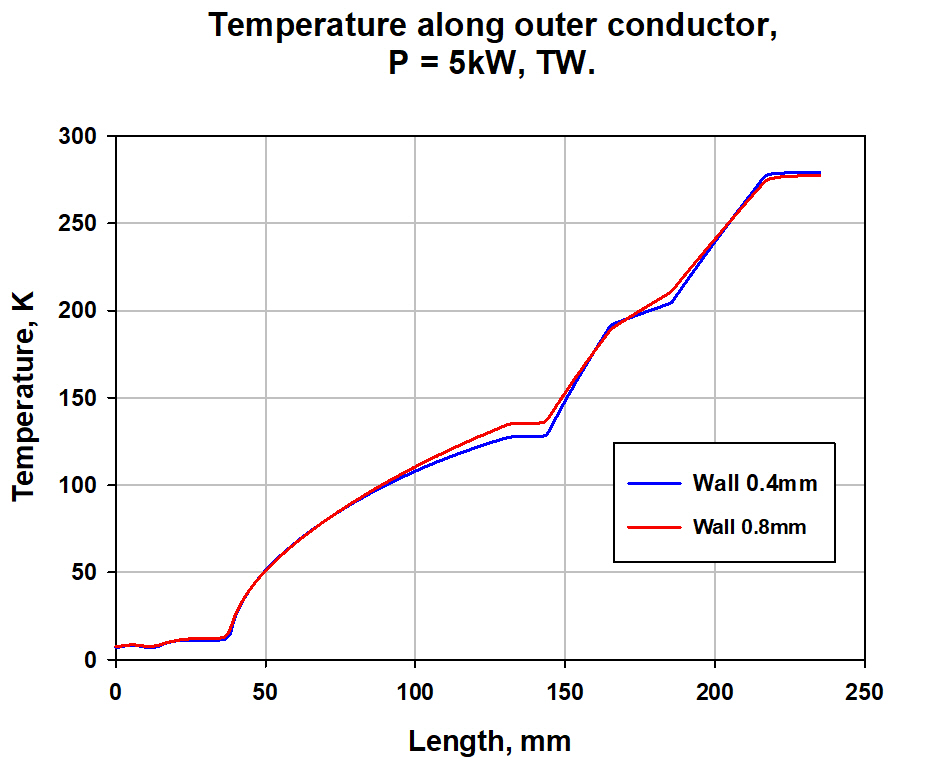 Temperature along outer conductor,
P = 5kW, TW.
300
250
200
150
100
50
0
Temperature, K
Wall 0.4mm
Wall 0.8mm
0 50 100 150 200 250
Length, mm